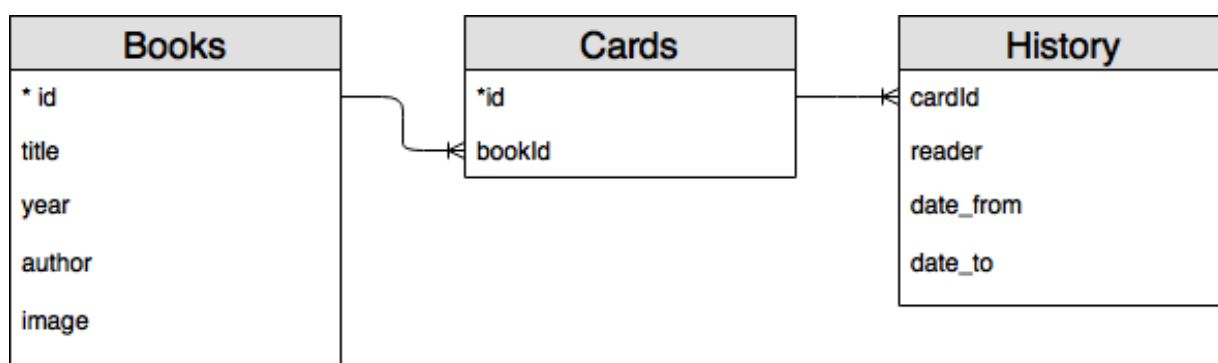 Books
* id
title
year
author
image
Cards
*id
bookId
History
cardId
reader
date_from
date_to